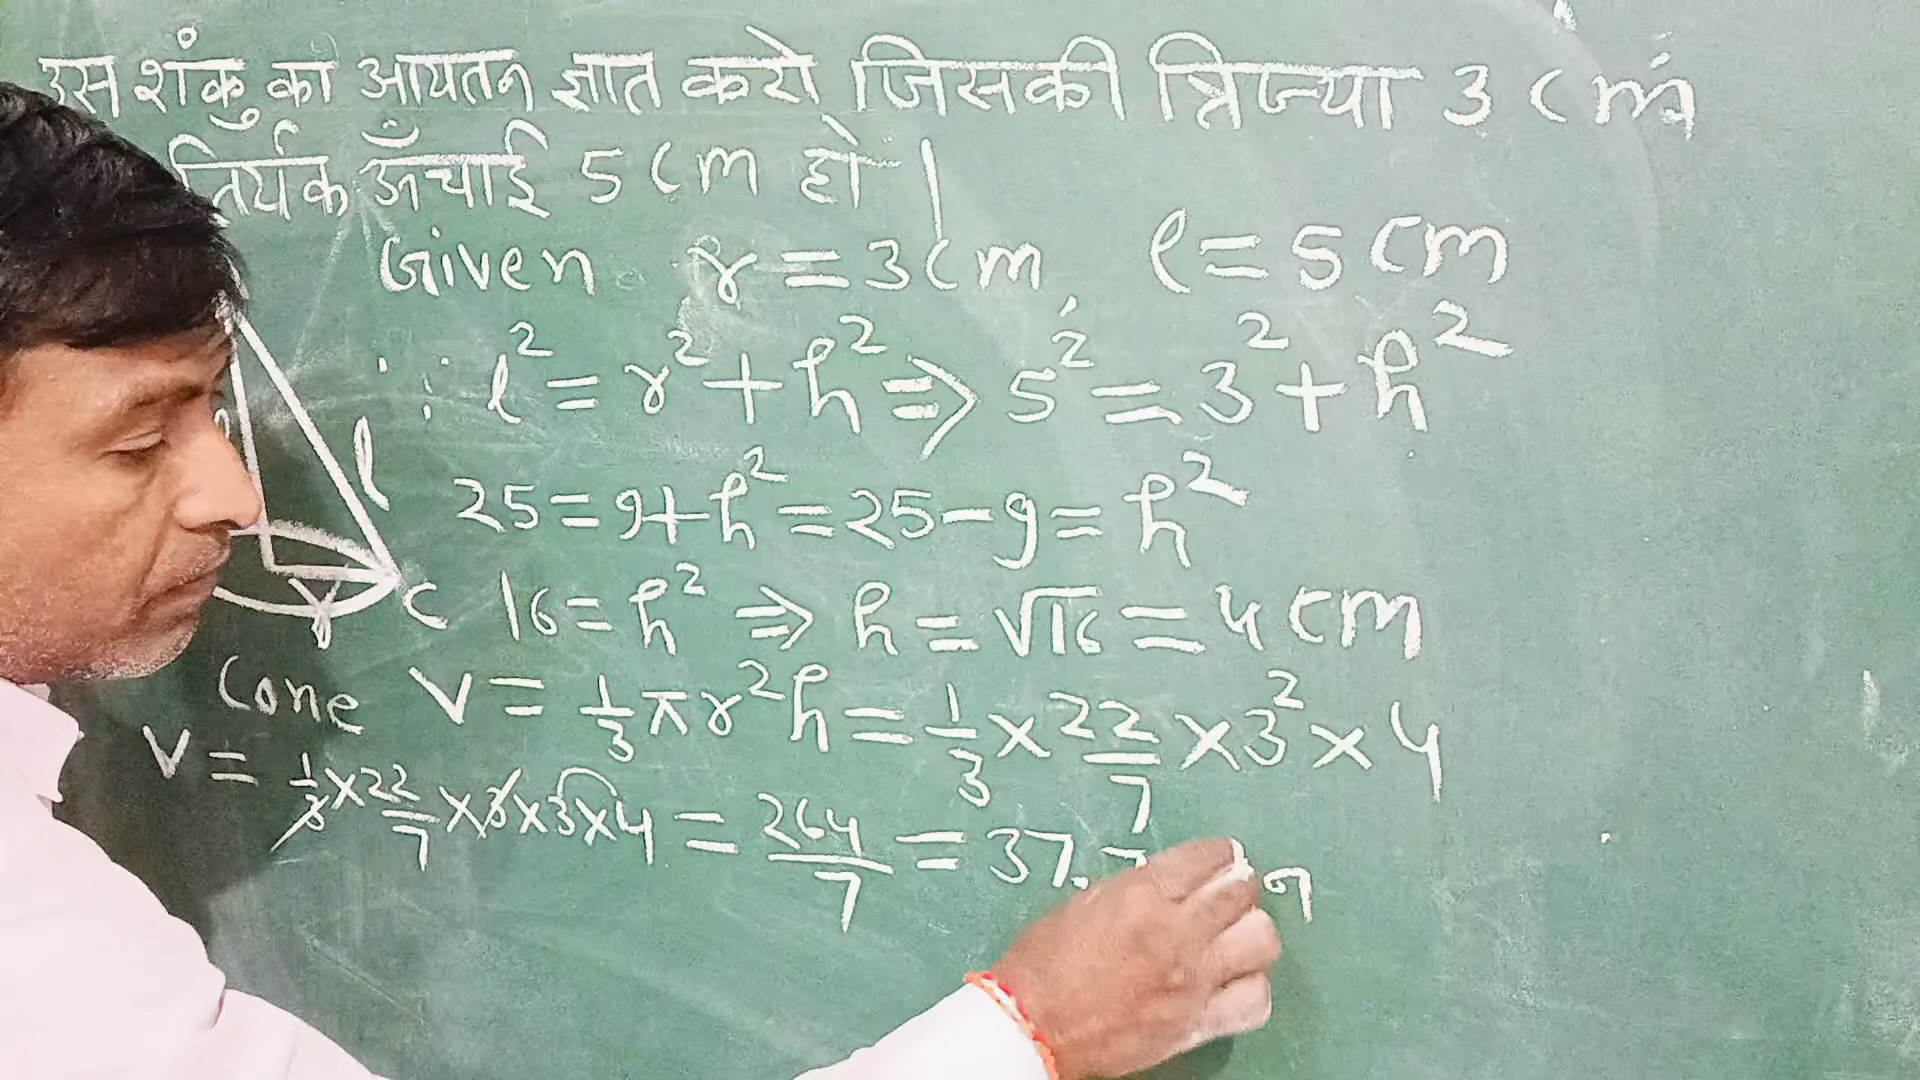 उस शंकु का आयतन ज्ञात करो जिसकी त्रिज्या 3 cm
तिर्यक ऊँचाई 5 cm हो।
Given r = 3 cm, l = 5 cm
∵ l² = r² + h² ⇒ 5² = 3² + h²
l
25 = 9 + h² = 25 - 9 = h²
r C
16 = h² ⇒ h = √16 = 4 cm
Cone V = 1/3 πr²h = 1/3 × 22/7 × 3² × 4
V = 1/3 × 22/7 × 3 × 3 × 4 = 264/7 = 37.7